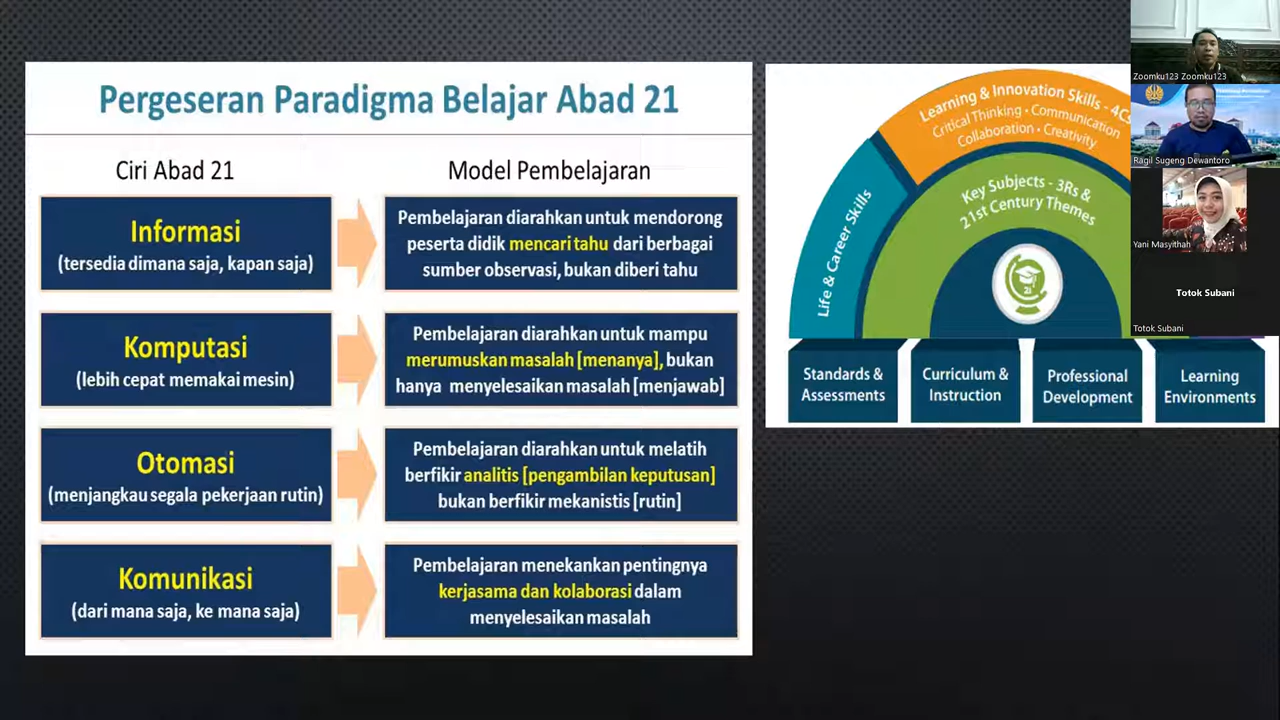 Pergeseran Paradigma Belajar Abad 21
Ciri Abad 21
Model Pembelajaran
Informasi
(tersedia dimana saja, kapan saja)
Pembelajaran diarahkan untuk mendorong
peserta didik mencari tahu dari berbagai
sumber observasi, bukan diberi tahu
Komputasi
(lebih cepat memakai mesin)
Pembelajaran diarahkan untuk mampu
merumuskan masalah [menanya], bukan
hanya menyelesaikan masalah [menjawab]
Otomasi
(menjangkau segala pekerjaan rutin)
Pembelajaran diarahkan untuk melatih
berfikir analitis [pengambilan keputusan]
bukan berfikir mekanistis [rutin]
Komunikasi
(dari mana saja, ke mana saja)
Pembelajaran menekankan pentingnya
kerjasama dan kolaborasi dalam
menyelesaikan masalah
Learning & Innovation Skills - 4Cs
Critical Thinking • Communication
Collaboration • Creativity
Key Subjects - 3Rs &
21st Century Themes
Life & Career Skills
21
Standards &
Assessments
Curriculum &
Instruction
Professional
Development
Learning
Environments
Zoomku123 Zoomku123
Ragil Sugeng Dewantoro
Yani Masyithah
Totok Subani
Totok Subani